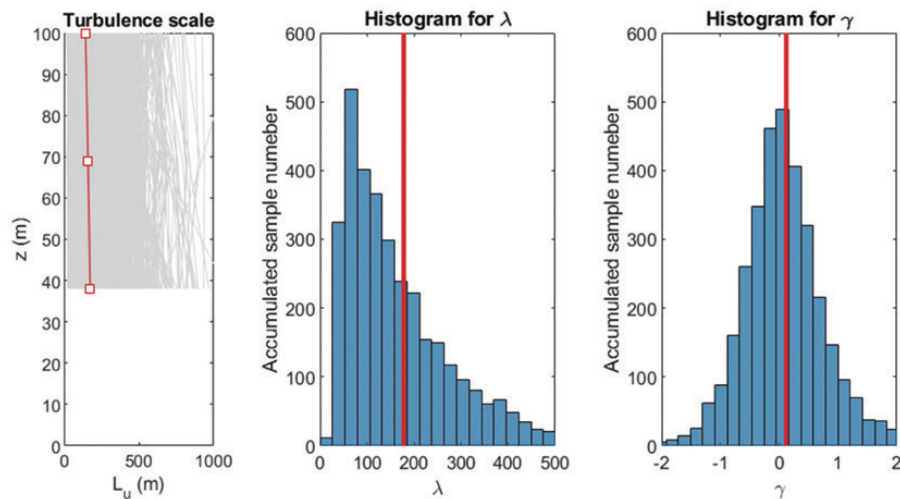 Turbulence scale
100
90
80
70
60
50
40
30
20
10
0
z (m)
0 500 1000
L_u (m)
Histogram for λ
600
500
400
300
200
100
0
Accumulated sample numeber
0 100 200 300 400 500
λ
Histogram for γ
600
500
400
300
200
100
0
Accumulated sample numeber
-2 -1 0 1 2
γ